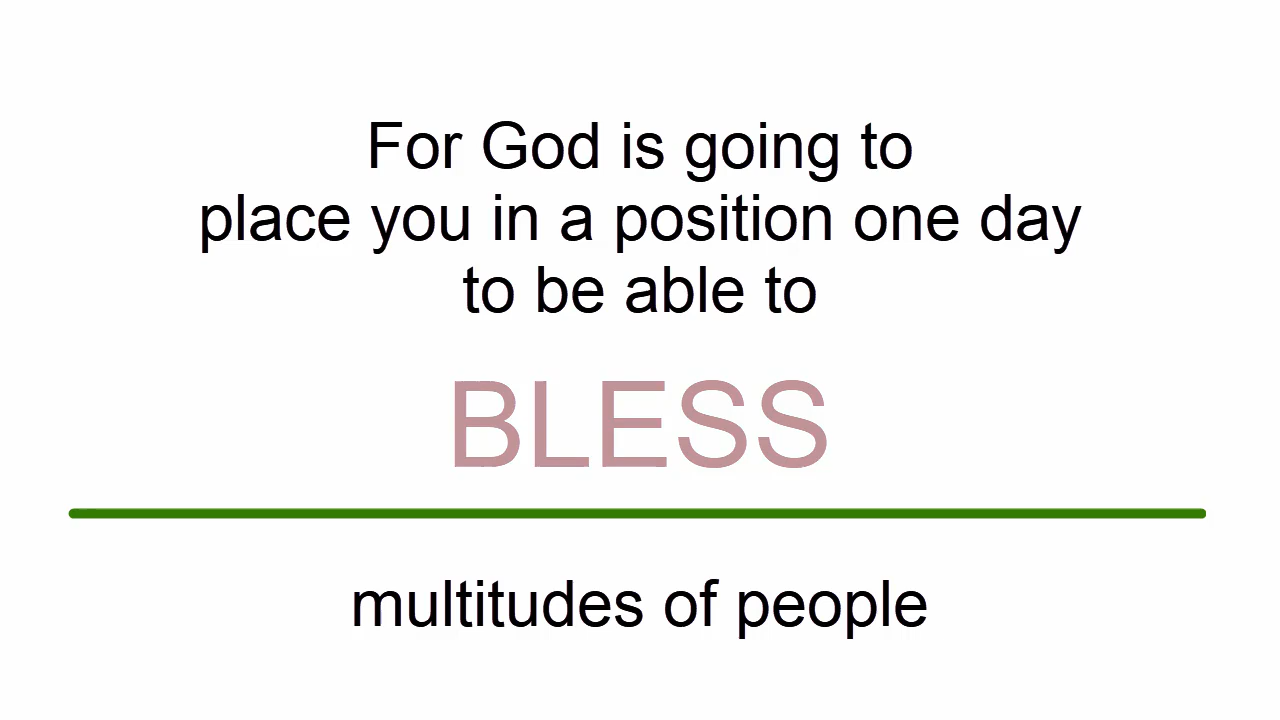 For God is going to
place you in a position one day
to be able to
BLESS
multitudes of people